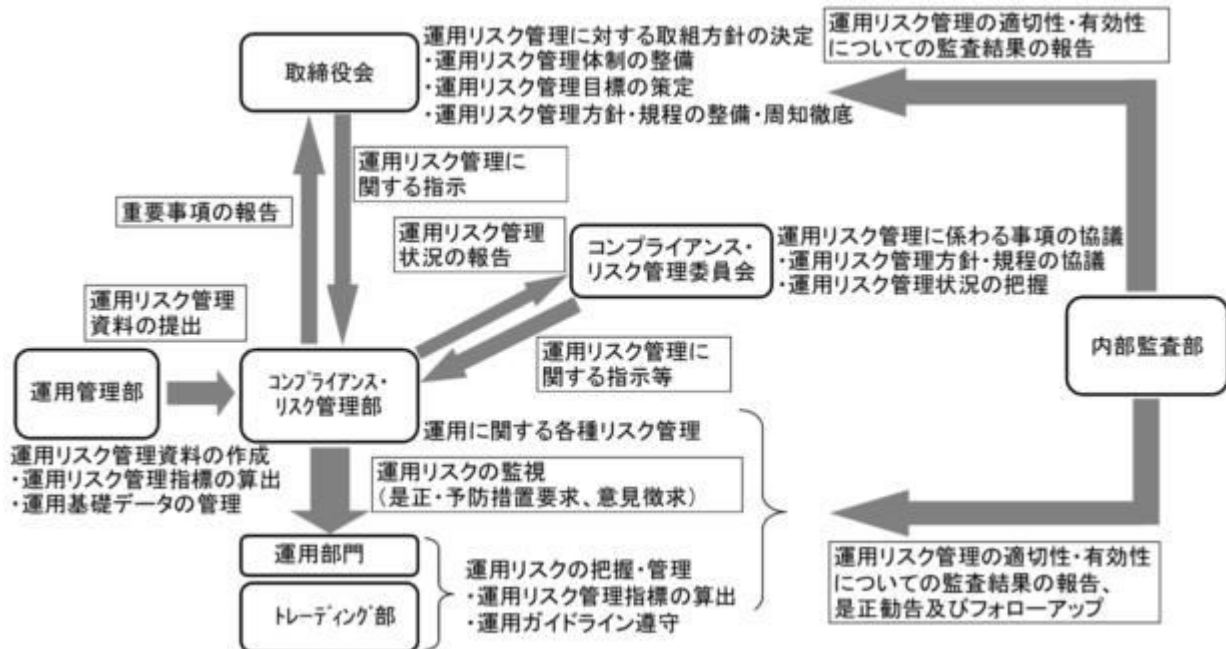 取締役会
運用リスク管理に対する取組方針の決定
・運用リスク管理体制の整備
・運用リスク管理目標の策定
・運用リスク管理方針・規程の整備・周知徹底
運用リスク管理の適切性・有効性
についての監査結果の報告
運用リスク管理に
関する指示
重要事項の報告
運用リスク管理
状況の報告
コンプライアンス・
リスク管理委員会
運用リスク管理に係わる事項の協議
・運用リスク管理方針・規程の協議
・運用リスク管理状況の把握
運用リスク管理
資料の提出
運用リスク管理に
関する指示等
内部監査部
運用管理部
コンプライアンス・
リスク管理部
運用に関する各種リスク管理
運用リスク管理資料の作成
・運用リスク管理指標の算出
・運用基礎データの管理
運用リスクの監視
(是正・予防措置要求、意見徴求)
運用部門
トレーディング部
運用リスクの把握・管理
・運用リスク管理指標の算出
・運用ガイドライン遵守
運用リスク管理の適切性・有効性
についての監査結果の報告、
是正勧告及びフォローアップ